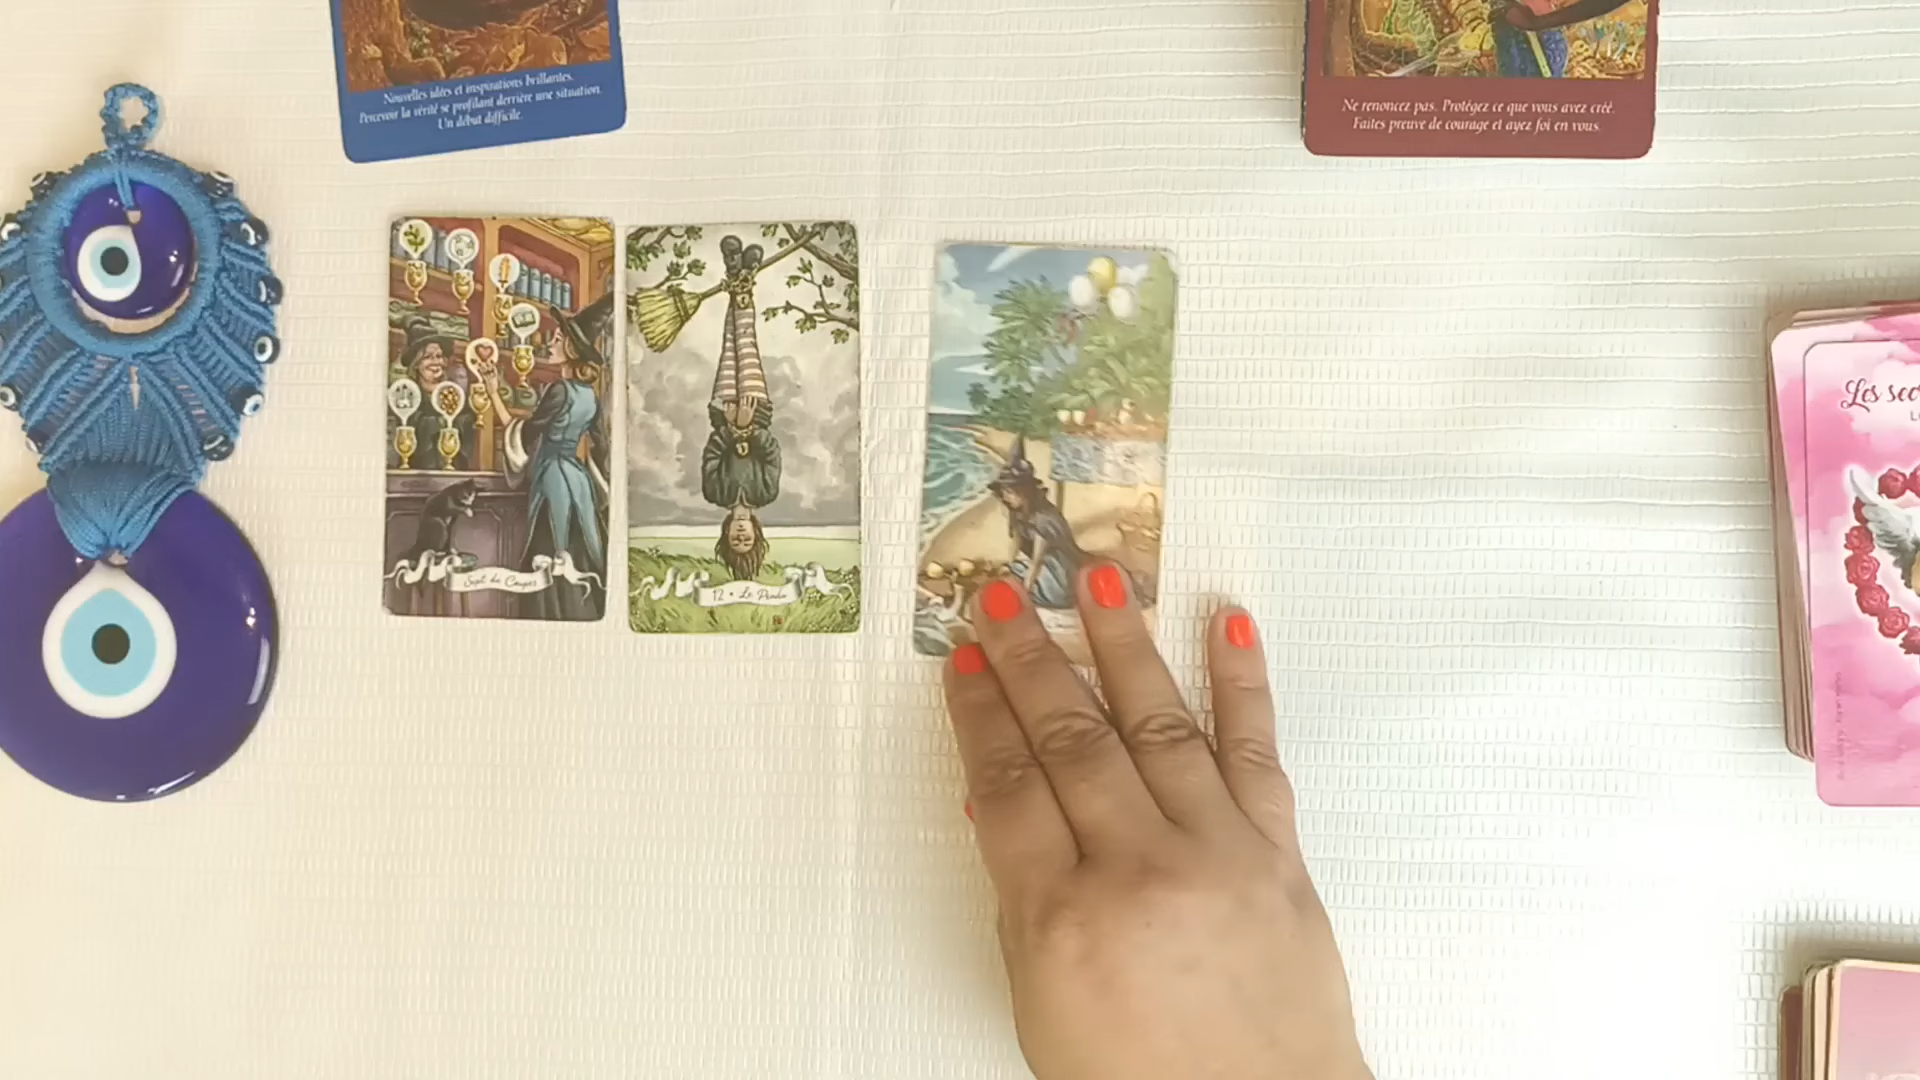 Nouvelles idées et inspirations brillantes.
Percevoir la vérité se profilant derrière une situation.
Un début difficile.
Ne renoncez pas. Protégez ce que vous avez créé.
Faites preuve de courage et ayez foi en vous.
Sept de Coupes
12 • Le Pendu
Les sec